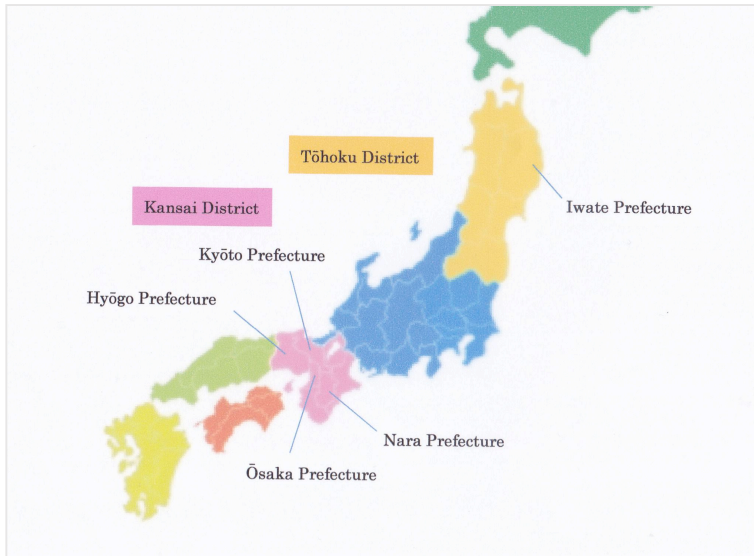 Tōhoku District
Kansai District
Iwate Prefecture
Kyōto Prefecture
Hyōgo Prefecture
Nara Prefecture
Ōsaka Prefecture